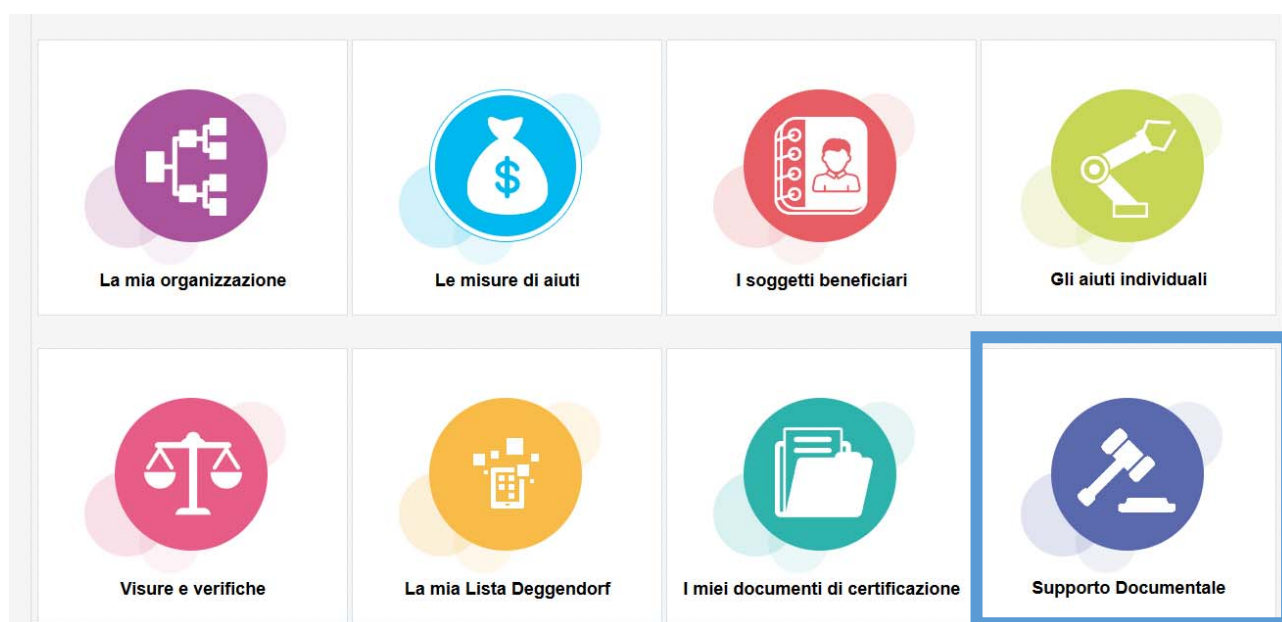 La mia organizzazione
Le misure di aiuti
I soggetti beneficiari
Gli aiuti individuali
Visure e verifiche
La mia Lista Deggendorf
I miei documenti di certificazione
Supporto Documentale